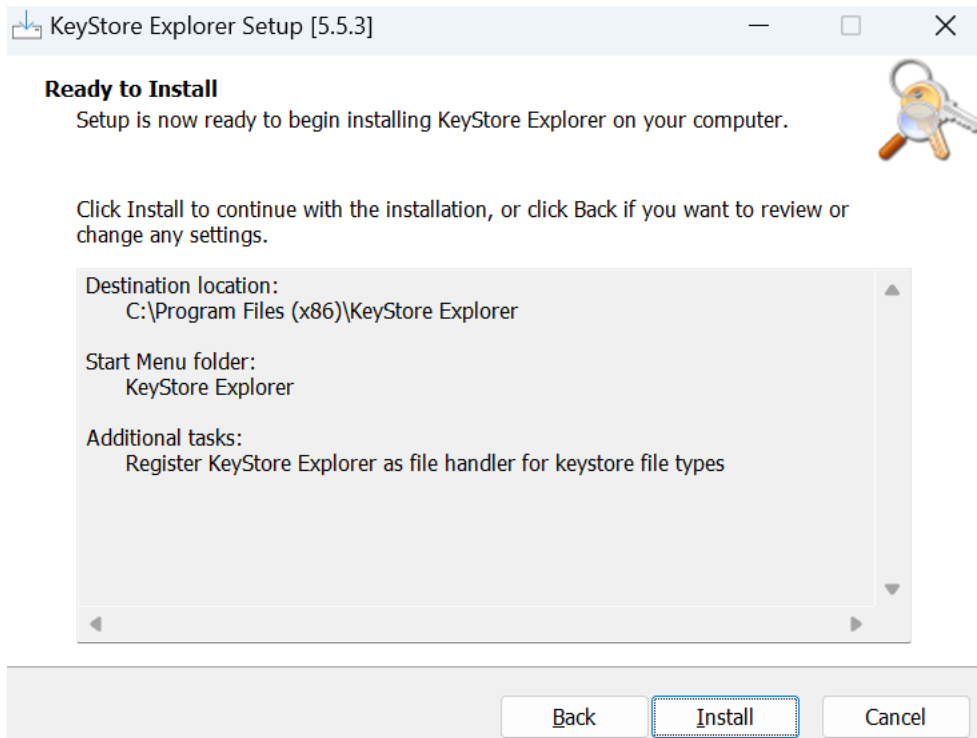 KeyStore Explorer Setup [5.5.3]
Ready to Install
Setup is now ready to begin installing KeyStore Explorer on your computer.
Click Install to continue with the installation, or click Back if you want to review or
change any settings.
Destination location:
C:\Program Files (x86)\KeyStore Explorer
Start Menu folder:
KeyStore Explorer
Additional tasks:
Register KeyStore Explorer as file handler for keystore file types
Back Install Cancel